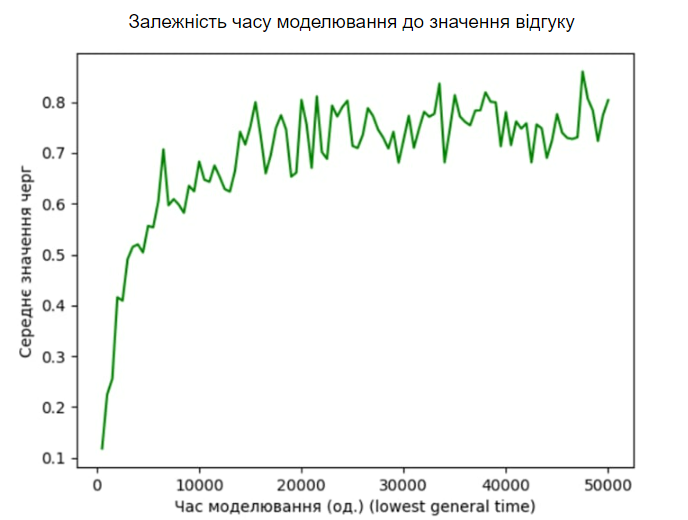 Залежність часу моделювання до значення відгуку
Середнє значення черг
0.8
0.7
0.6
0.5
0.4
0.3
0.2
0.1
0 10000 20000 30000 40000 50000
Час моделювання (од.) (lowest general time)